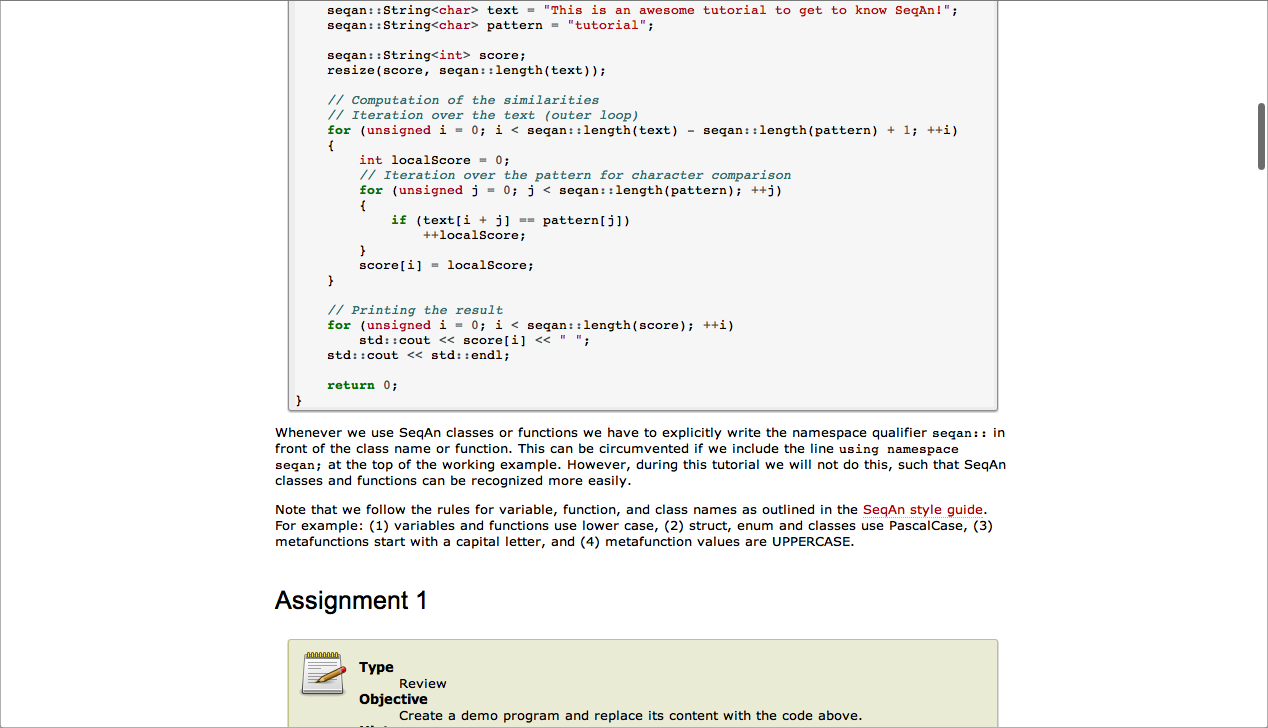 seqan::String<char> text = "This is an awesome tutorial to get to know SeqAn!";
    seqan::String<char> pattern = "tutorial";

    seqan::String<int> score;
    resize(score, seqan::length(text));

    // Computation of the similarities
    // Iteration over the text (outer loop)
    for (unsigned i = 0; i < seqan::length(text) - seqan::length(pattern) + 1; ++i)
    {
        int localScore = 0;
        // Iteration over the pattern for character comparison
        for (unsigned j = 0; j < seqan::length(pattern); ++j)
        {
            if (text[i + j] == pattern[j])
                ++localScore;
        }
        score[i] = localScore;
    }

    // Printing the result
    for (unsigned i = 0; i < seqan::length(score); ++i)
        std::cout << score[i] << " ";
    std::cout << std::endl;

    return 0;
}
Whenever we use SeqAn classes or functions we have to explicitly write the namespace qualifier seqan:: in
front of the class name or function. This can be circumvented if we include the line using namespace
seqan; at the top of the working example. However, during this tutorial we will not do this, such that SeqAn
classes and functions can be recognized more easily.
Note that we follow the rules for variable, function, and class names as outlined in the SeqAn style guide.
For example: (1) variables and functions use lower case, (2) struct, enum and classes use PascalCase, (3)
metafunctions start with a capital letter, and (4) metafunction values are UPPERCASE.
Assignment 1
Type
Review
Objective
Create a demo program and replace its content with the code above.